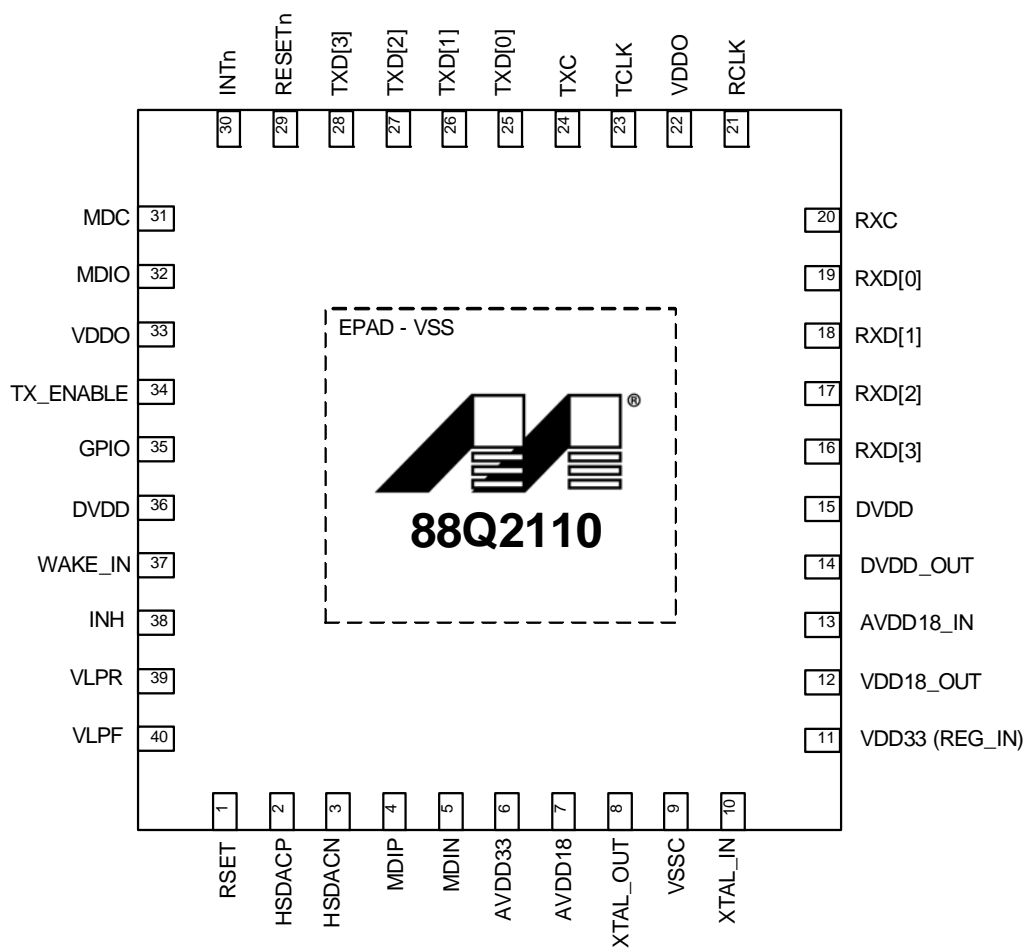 INTn
RESETn
TXD[3]
TXD[2]
TXD[1]
TXD[0]
TXC
TCLK
VDDO
RCLK
30
29
28
27
26
25
24
23
22
21
MDC 31
20 RXC
MDIO 32
19 RXD[0]
VDDO 33
18 RXD[1]
TX_ENABLE 34
17 RXD[2]
GPIO 35
16 RXD[3]
DVDD 36
15 DVDD
WAKE_IN 37
14 DVDD_OUT
INH 38
13 AVDD18_IN
VLPR 39
12 VDD18_OUT
VLPF 40
11 VDD33 (REG_IN)
EPAD - VSS
®
88Q2110
1
2
3
4
5
6
7
8
9
10
RSET
HSDACP
HSDACN
MDIP
MDIN
AVDD33
AVDD18
XTAL_OUT
VSSC
XTAL_IN